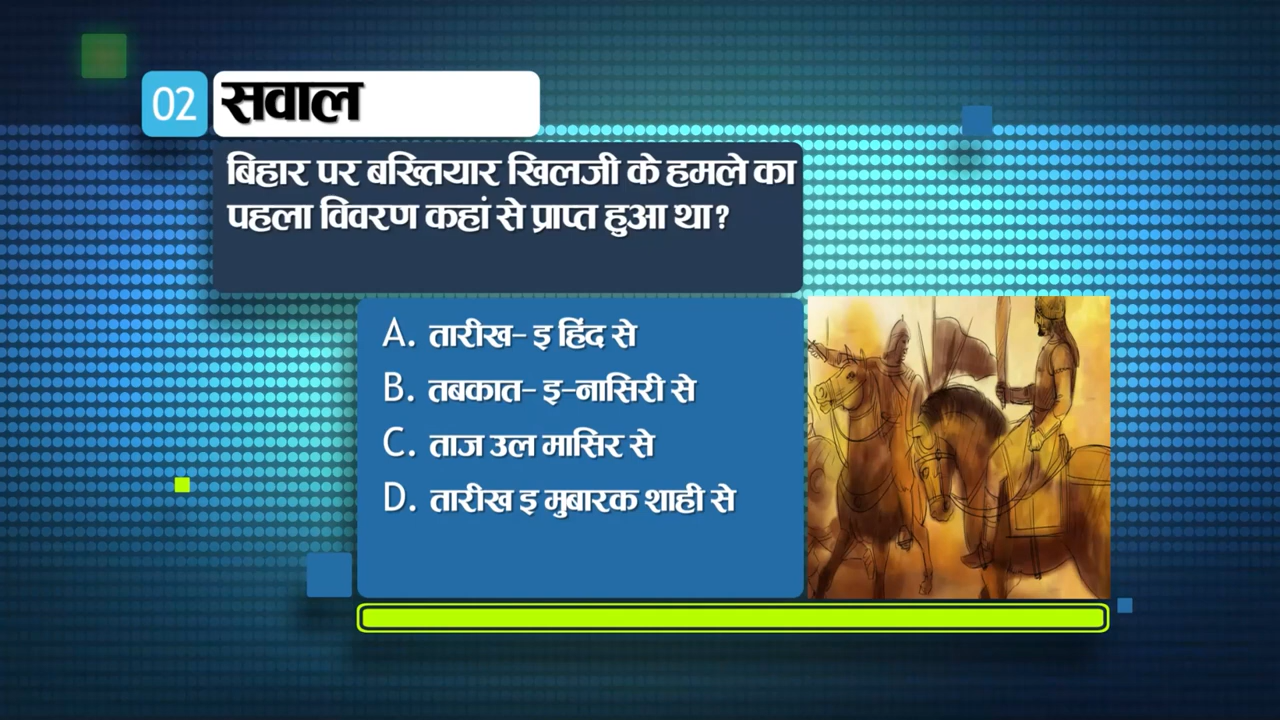 02 सवाल
बिहार पर बख्तियार खिलजी के हमले का
पहला विवरण कहां से प्राप्त हुआ था?
A. तारीख- इ हिंद से
B. तबकात- इ-नासिरी से
C. ताज उल मासिर से
D. तारीख इ मुबारक शाही से